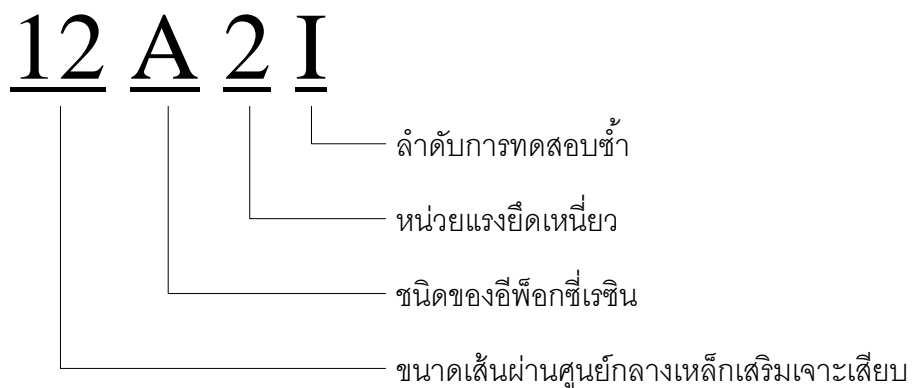 12 A 2 I
ลำดับการทดสอบซ้ำ
หน่วยแรงยึดเหนี่ยว
ชนิดของอีพ็อกซี่เรซิน
ขนาดเส้นผ่านศูนย์กลางเหล็กเสริมเจาะเสียบ